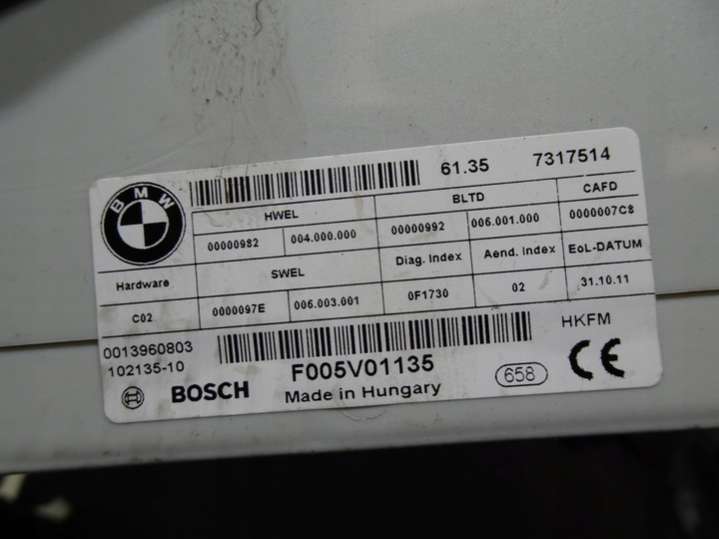 BMW
61.35 7317514
HWEL BLTD CAFD
00000982 004.000.000 00000992 006.001.000 0000007C8
Hardware SWEL Diag. Index Aend. Index EoL-DATUM
C02 0000097E 006.003.001 0F1730 02 31.10.11
0013960803
102135-10
HKFM
F005V01135
BOSCH Made in Hungary 658 CE